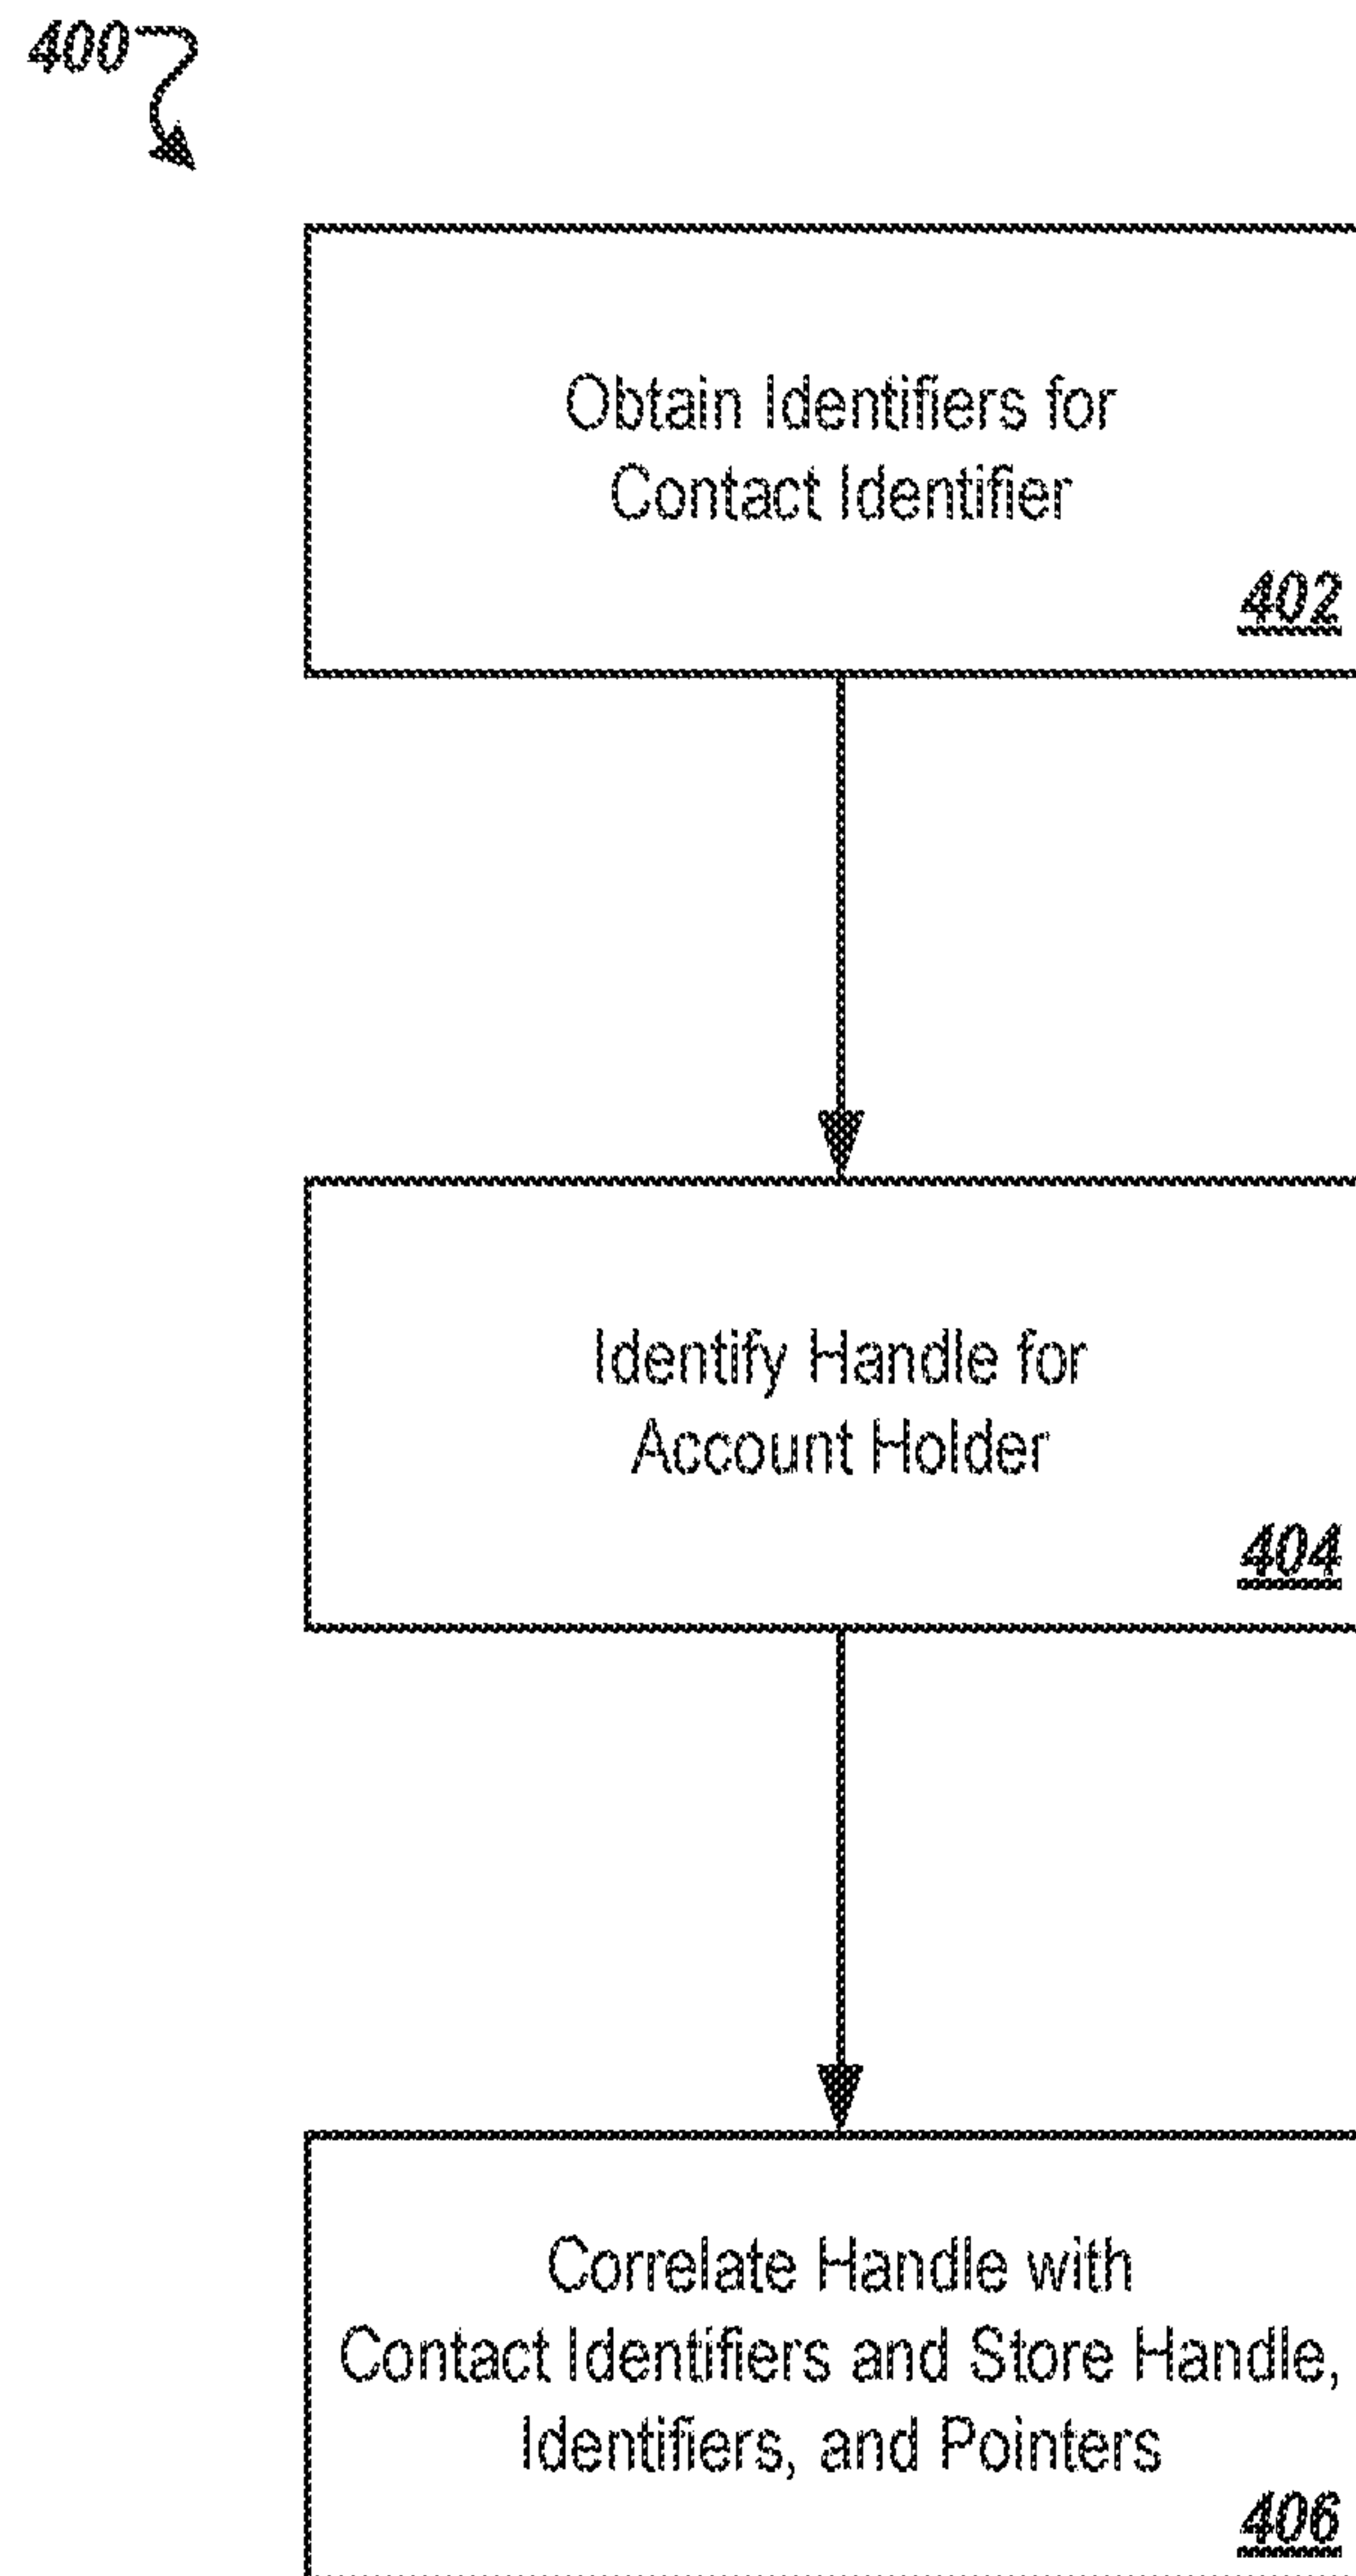 400
Obtain Identifiers for
Contact Identifier
402
Identify Handle for
Account Holder
404
Correlate Handle with
Contact Identifiers and Store Handle,
Identifiers, and Pointers
406